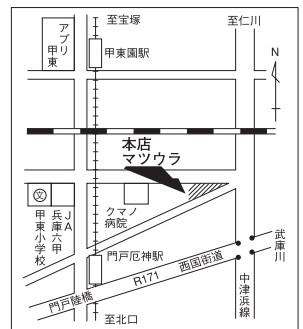 至宝塚
至仁川
アプリ
甲東
甲東園駅
N
本店
マツウラ
文
甲東小学校
JA
兵庫六甲
クマノ
病院
武庫川
門戸厄神駅
西国街道
R171
門戸陸橋
中津浜線
至北口